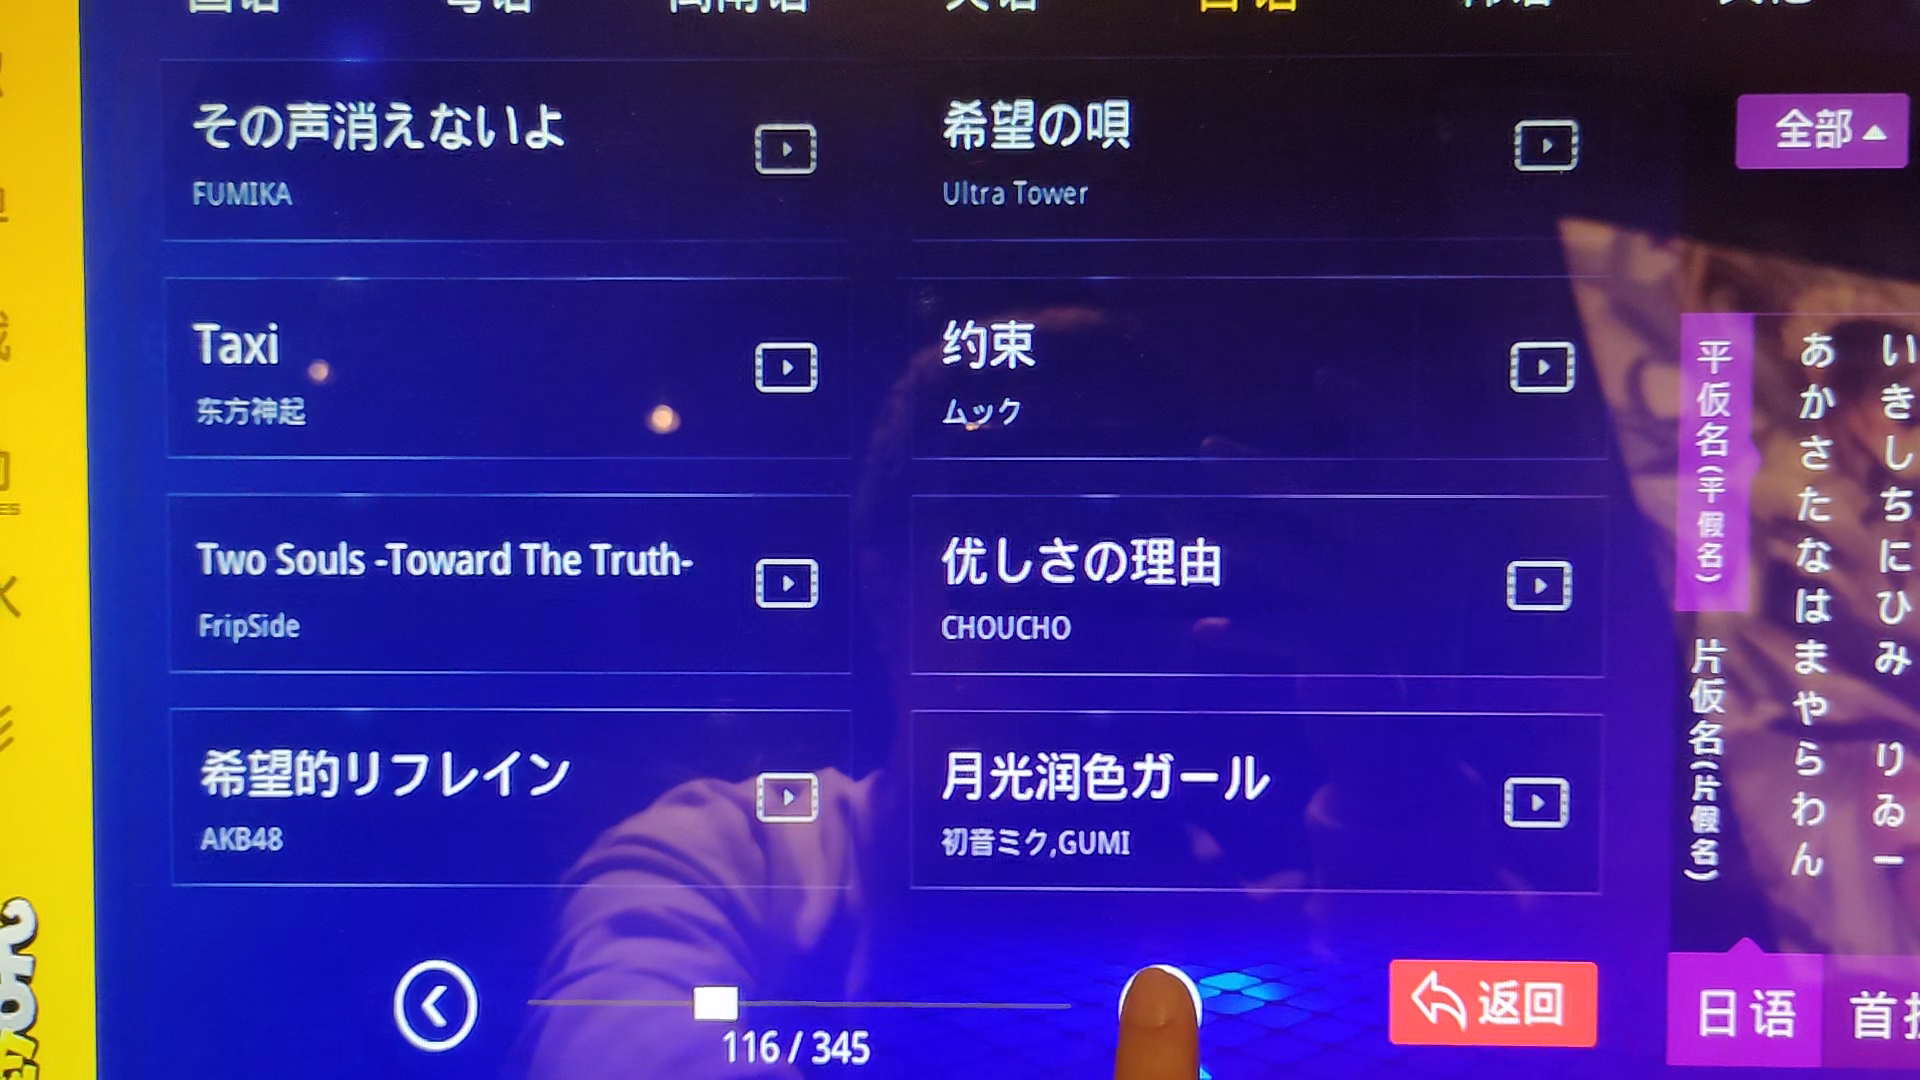 日语
全部
その声消えないよ
FUMIKA
希望の唄
Ultra Tower
Taxi
东方神起
约束
ムック
Two Souls -Toward The Truth-
FripSide
优しさの理由
CHOUCHO
希望的リフレイン
AKB48
月光润色ガール
初音ミク,GUMI
116 / 345
返回
平仮名(平假名)
片仮名(片假名)
あかさたなはまやらわん
いきしちにひみ りゐー
日语
首